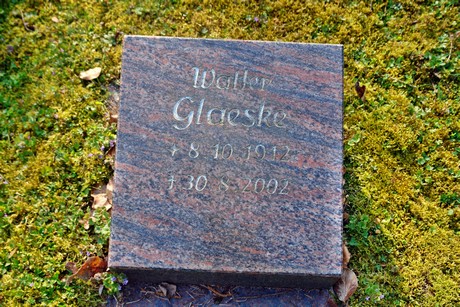 Walter
Glaeske
* 8.10.1912
† 30.8.2002